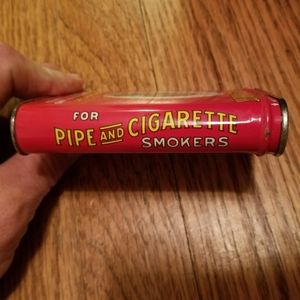 FOR
PIPE AND CIGARETTE
SMOKERS